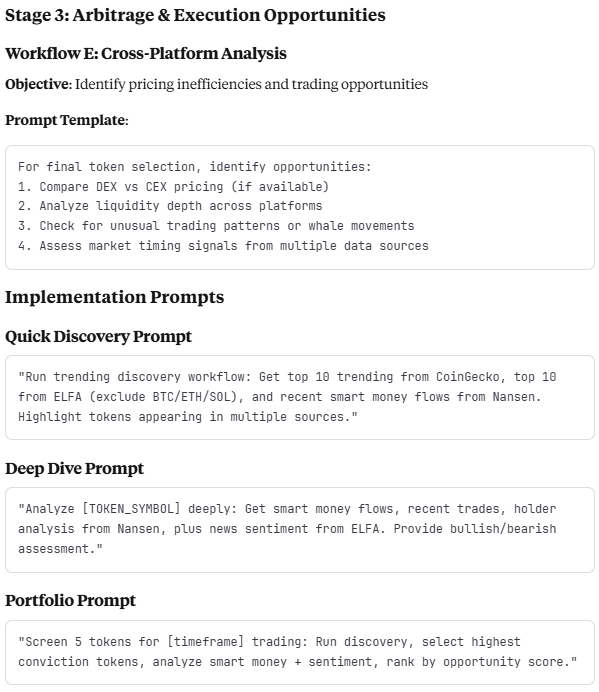 Stage 3: Arbitrage & Execution Opportunities
Workflow E: Cross-Platform Analysis
Objective: Identify pricing inefficiencies and trading opportunities
Prompt Template:
For final token selection, identify opportunities:
1. Compare DEX vs CEX pricing (if available)
2. Analyze liquidity depth across platforms
3. Check for unusual trading patterns or whale movements
4. Assess market timing signals from multiple data sources
Implementation Prompts
Quick Discovery Prompt
"Run trending discovery workflow: Get top 10 trending from CoinGecko, top 10
from ELFA (exclude BTC/ETH/SOL), and recent smart money flows from Nansen.
Highlight tokens appearing in multiple sources."
Deep Dive Prompt
"Analyze [TOKEN_SYMBOL] deeply: Get smart money flows, recent trades, holder
analysis from Nansen, plus news sentiment from ELFA. Provide bullish/bearish
assessment."
Portfolio Prompt
"Screen 5 tokens for [timeframe] trading: Run discovery, select highest
conviction tokens, analyze smart money + sentiment, rank by opportunity score."